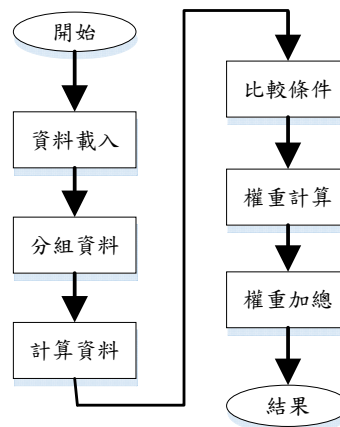 開始
資料載入
分組資料
計算資料
比較條件
權重計算
權重加總
結果